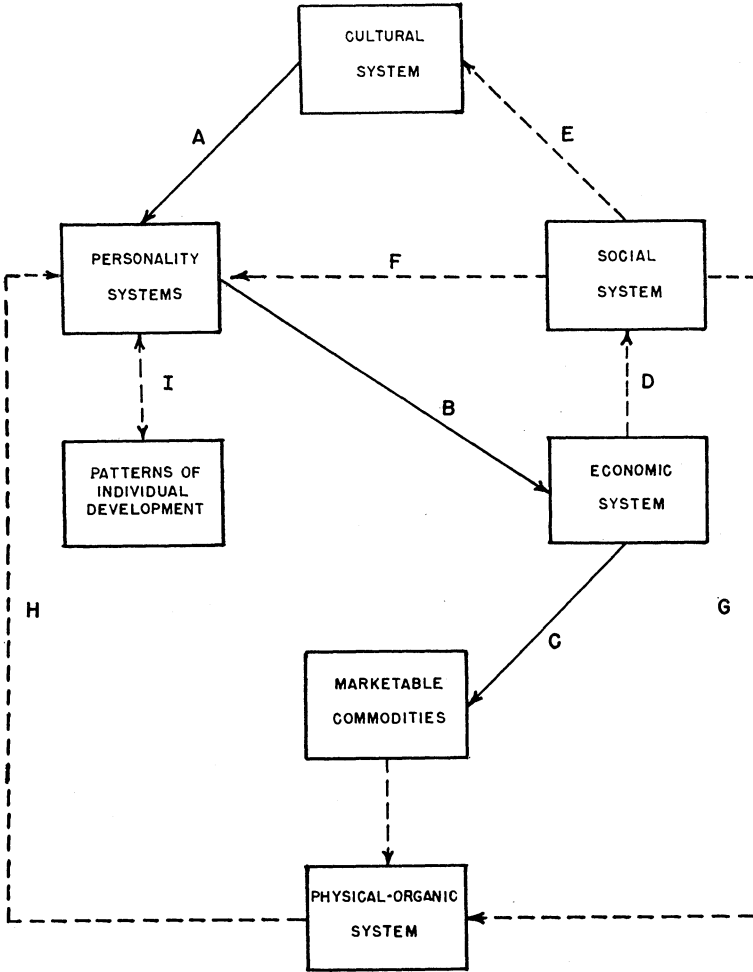 CULTURAL
SYSTEM
A
E
PERSONALITY
SYSTEMS
F
SOCIAL
SYSTEM
I
B
D
PATTERNS OF
INDIVIDUAL
DEVELOPMENT
ECONOMIC
SYSTEM
H
G
C
MARKETABLE
COMMODITIES
PHYSICAL-ORGANIC
SYSTEM